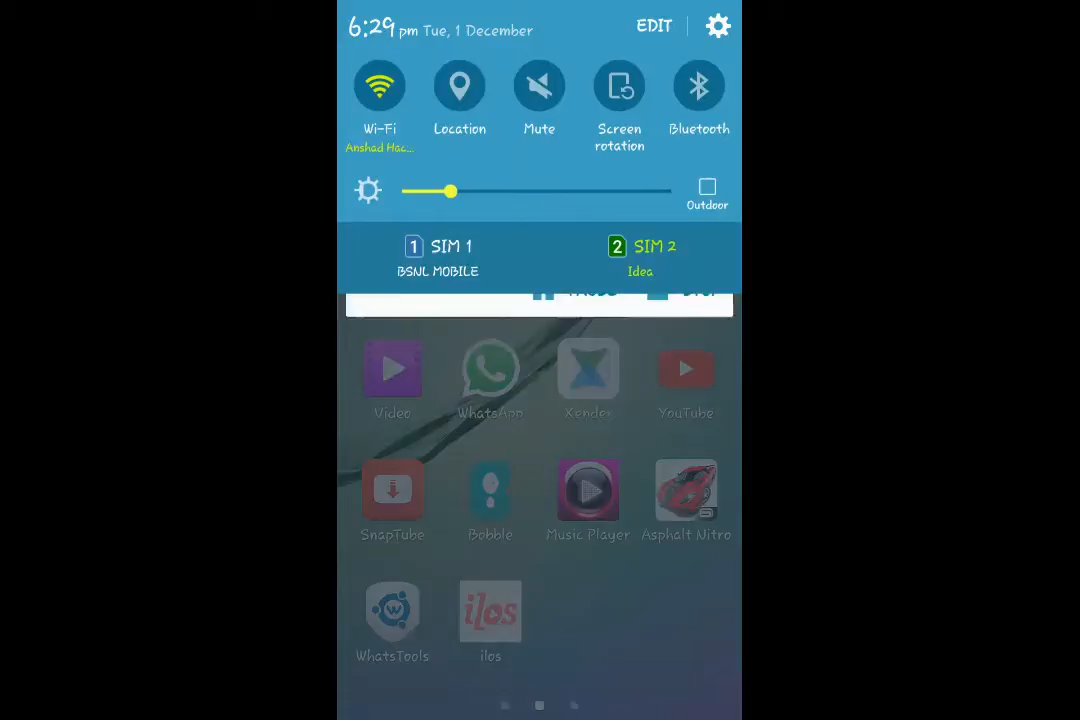 6:29 pm Tue, 1 December EDIT
Wi-Fi Location Mute Screen rotation Bluetooth
Anshad Hac...
Outdoor
1 SIM 1 2 SIM 2
BSNL MOBILE Idea
Video WhatsApp Xender YouTube
SnapTube Bobble Music Player Asphalt Nitro
ilos
WhatsTools ilos